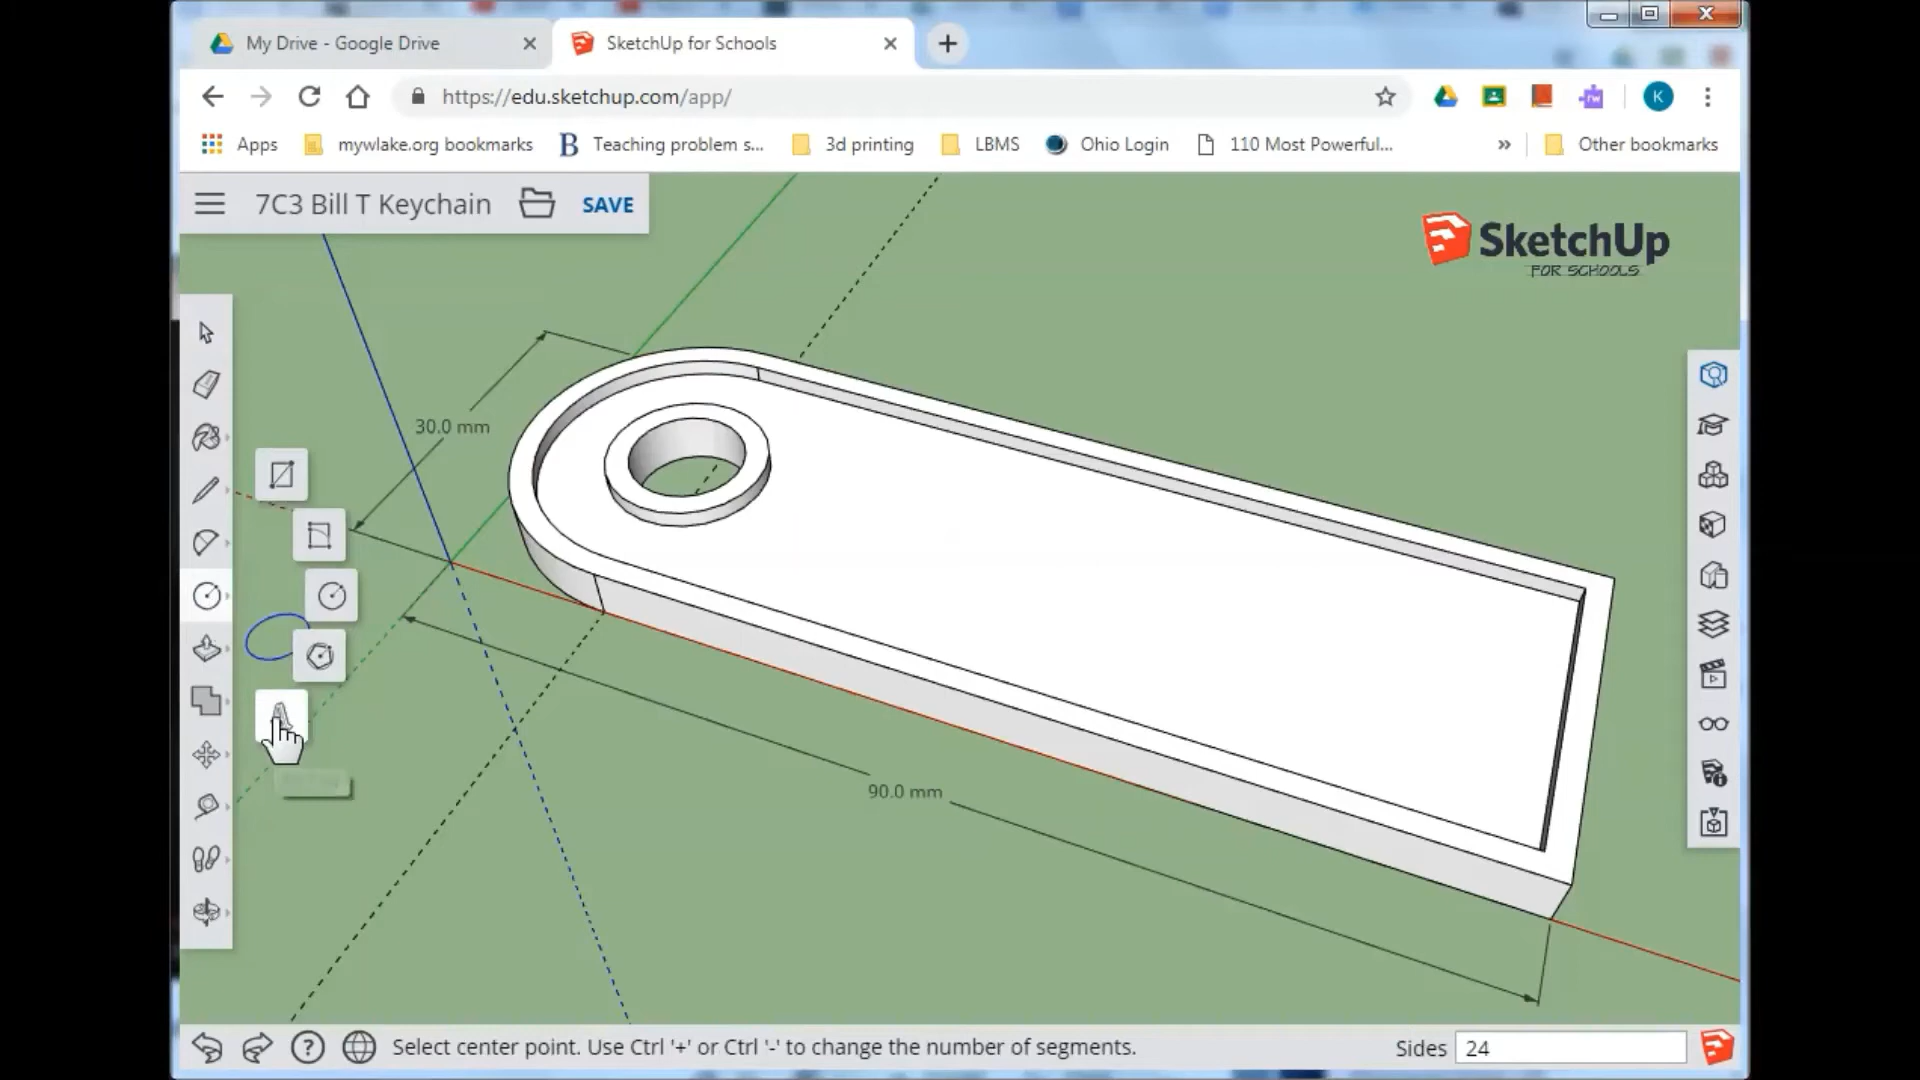 My Drive - Google Drive
SketchUp for Schools
https://edu.sketchup.com/app/
K
Apps
mywlake.org bookmarks
B Teaching problem s...
3d printing
LBMS
Ohio Login
110 Most Powerful...
»
Other bookmarks
7C3 Bill T Keychain
SAVE
SketchUp
FOR SCHOOLS
30.0 mm
90.0 mm
Select center point. Use Ctrl '+' or Ctrl '-' to change the number of segments.
Sides 24